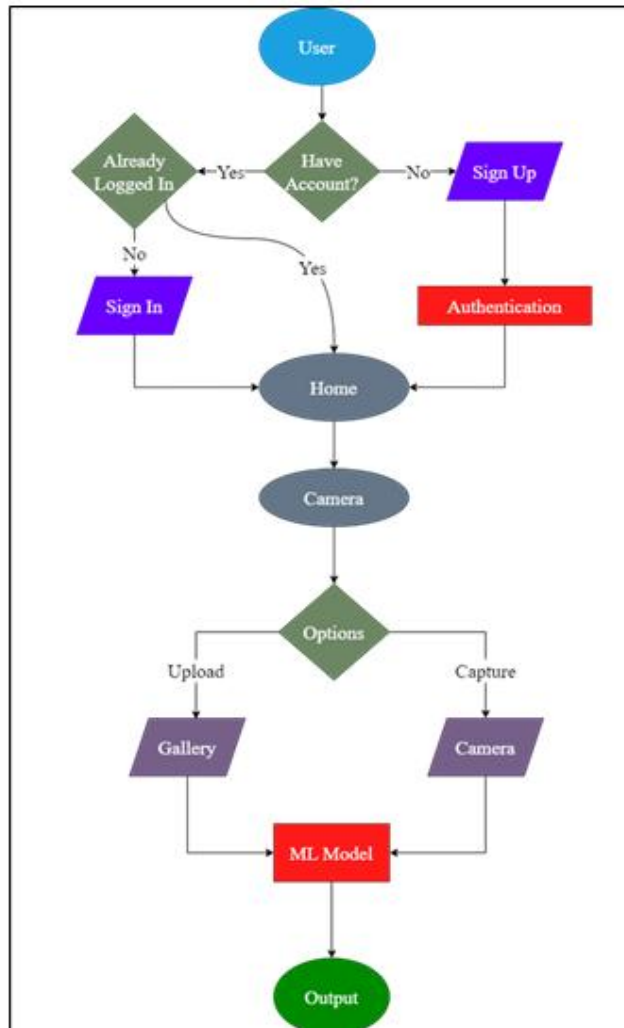 User
Already
Logged In
Yes
Have
Account?
No
Sign Up
No
Yes
Sign In
Authentication
Home
Camera
Options
Upload
Capture
Gallery
Camera
ML Model
Output